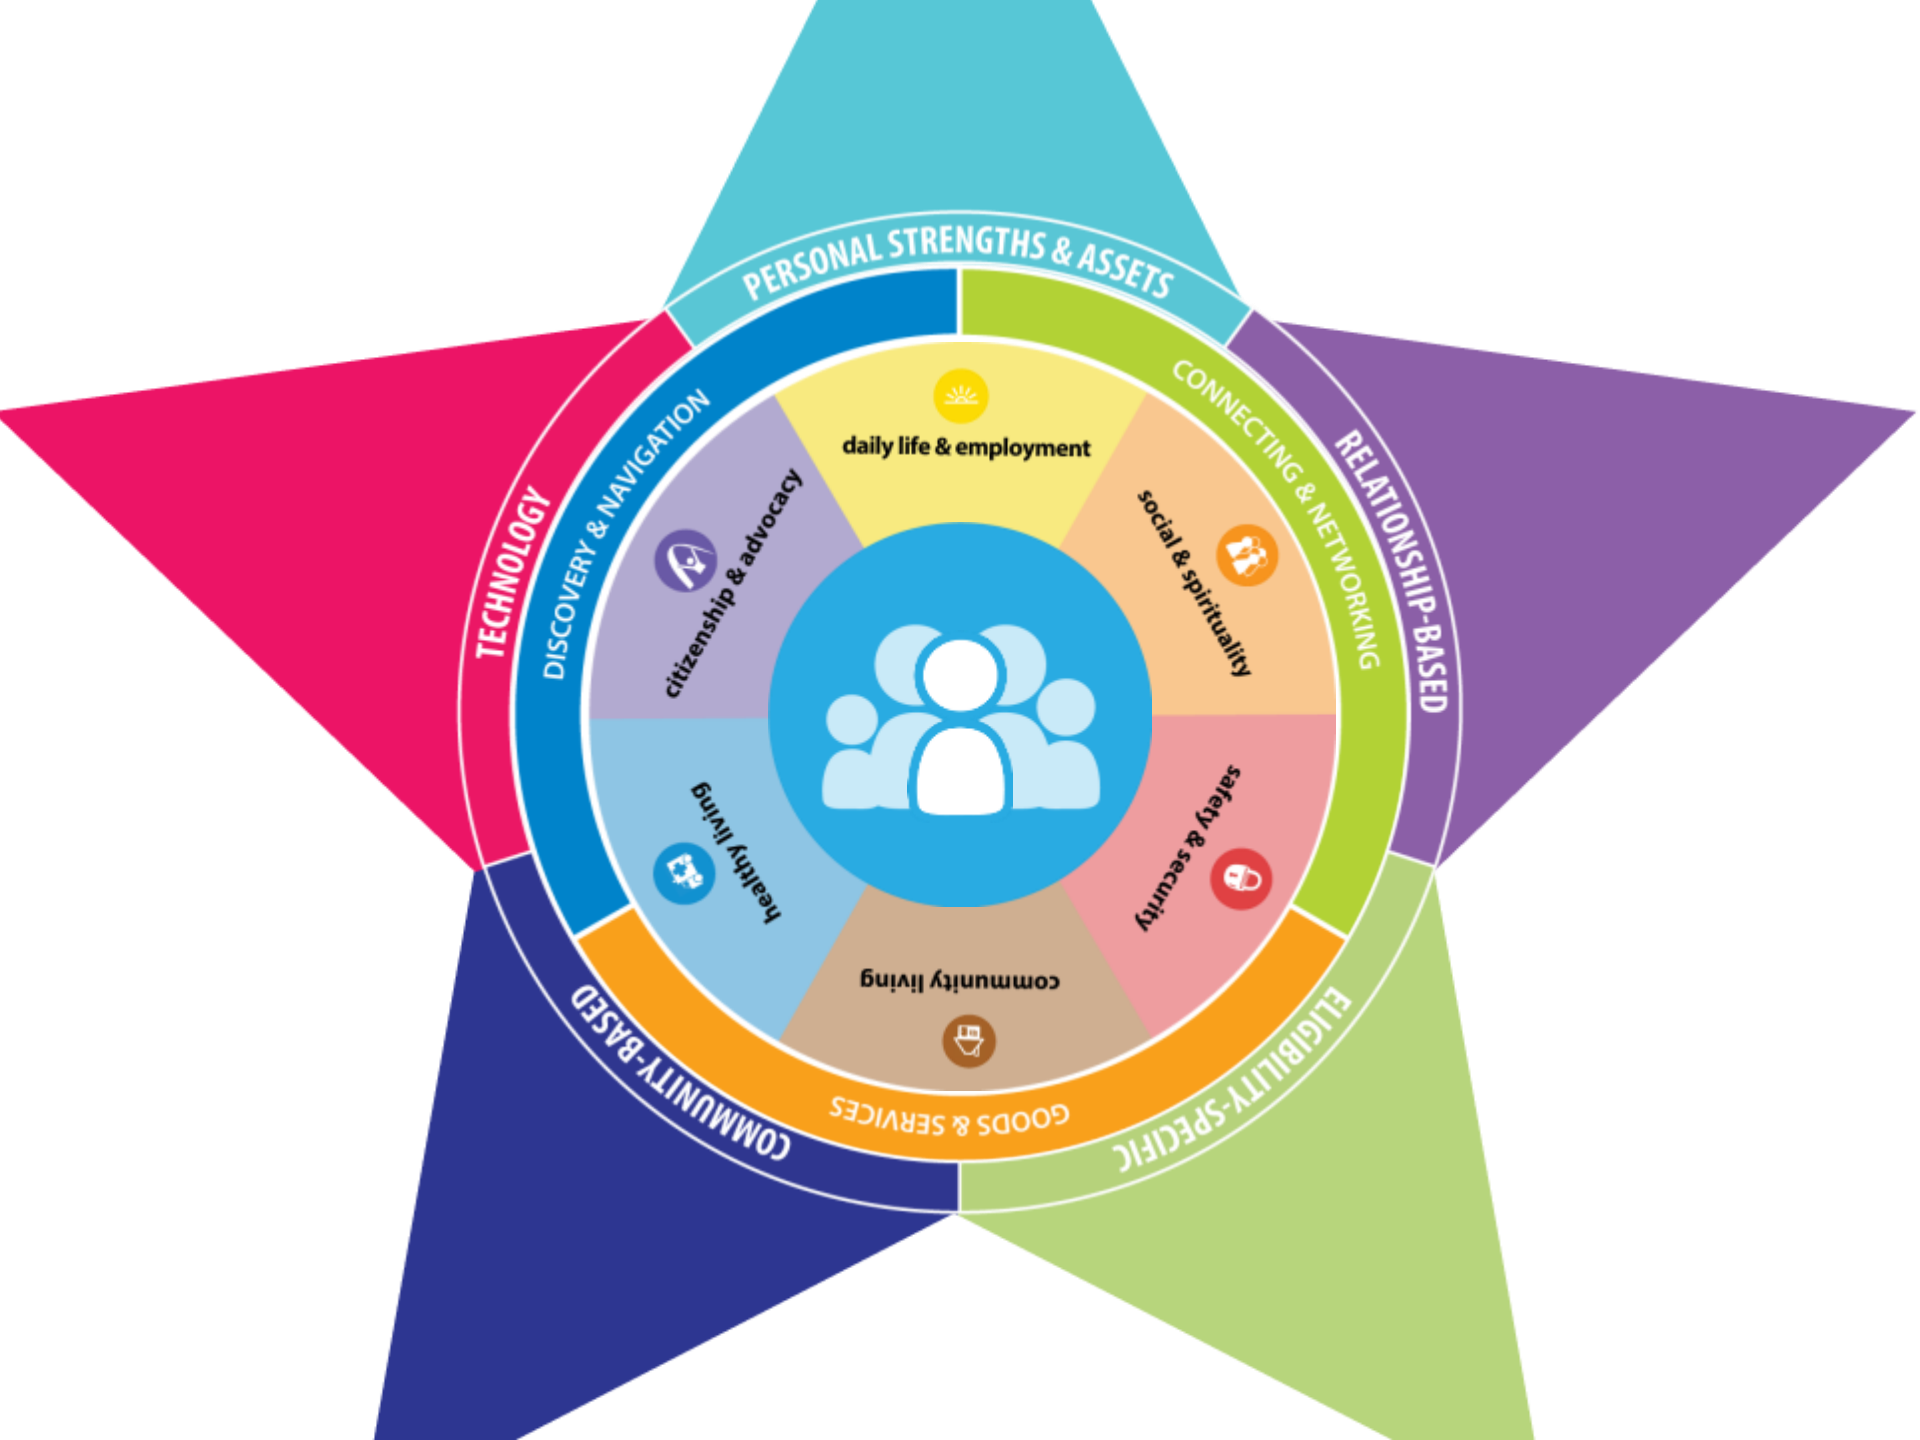 PERSONAL STRENGTHS & ASSETS
RELATIONSHIP-BASED
ELIGIBILITY-SPECIFIC
COMMUNITY-BASED
TECHNOLOGY
DISCOVERY & NAVIGATION
CONNECTING & NETWORKING
GOODS & SERVICES
daily life & employment
social & spirituality
safety & security
community living
healthy living
citizenship & advocacy